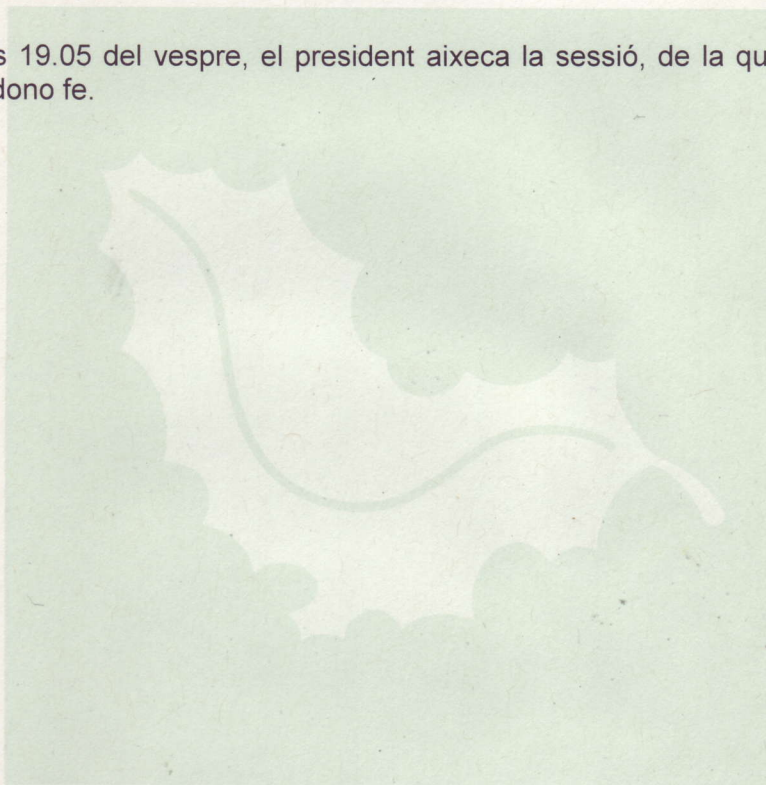 s 19.05 del vespre, el president aixeca la sessió, de la qu
dono fe.